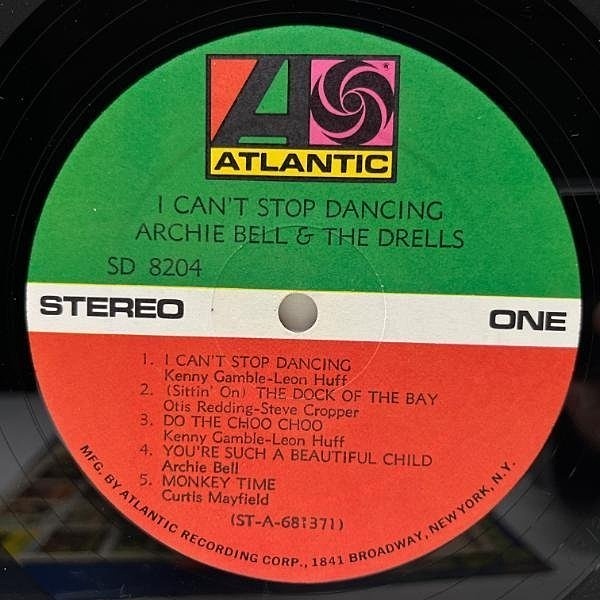 ATLANTIC
I CAN'T STOP DANCING
ARCHIE BELL & THE DRELLS
SD 8204
STEREO
ONE
1. I CAN'T STOP DANCING
Kenny Gamble-Leon Huff
2. (Sittin' On) THE DOCK OF THE BAY
Otis Redding-Steve Cropper
3. DO THE CHOO CHOO
Kenny Gamble-Leon Huff
4. YOU'RE SUCH A BEAUTIFUL CHILD
Archie Bell
5. MONKEY TIME
Curtis Mayfield
(ST-A-681371)
MFG. BY ATLANTIC RECORDING CORP., 1841 BROADWAY, NEW YORK, N.Y.